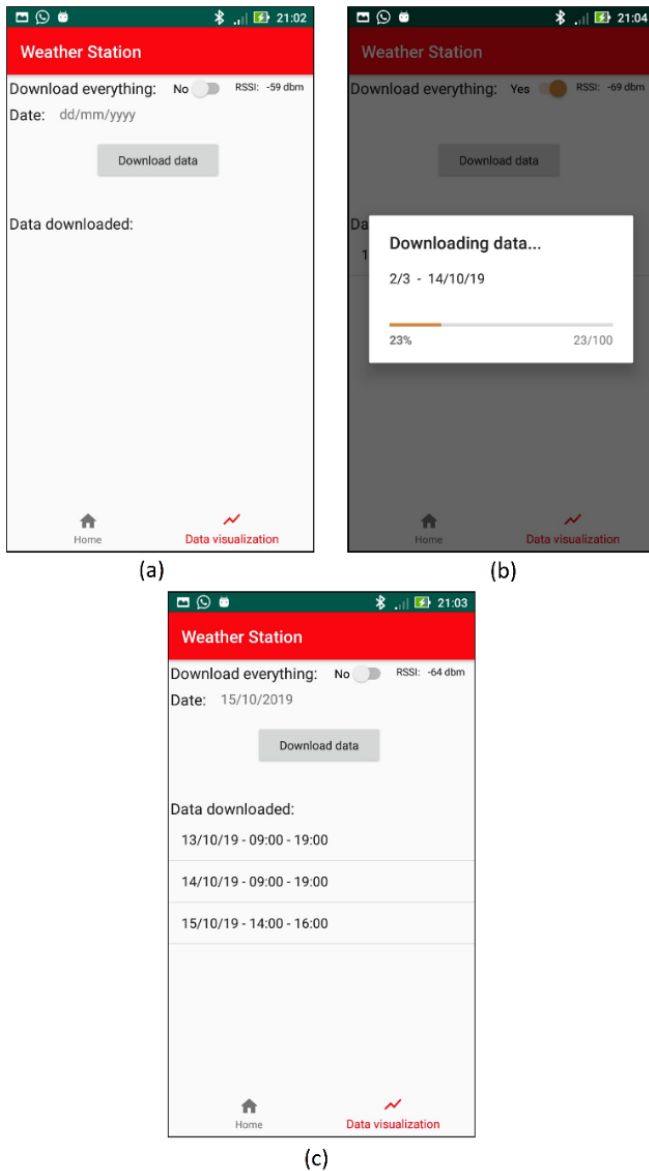 21:02
Weather Station
Download everything: No RSSI: -59 dbm
Date: dd/mm/yyyy
Download data
Data downloaded:
Home Data visualization
(a)
21:04
Weather Station
Download everything: Yes RSSI: -69 dbm
Download data
Da
1
Downloading data...
2/3 - 14/10/19
23% 23/100
Home Data visualization
(b)
21:03
Weather Station
Download everything: No RSSI: -64 dbm
Date: 15/10/2019
Download data
Data downloaded:
13/10/19 - 09:00 - 19:00
14/10/19 - 09:00 - 19:00
15/10/19 - 14:00 - 16:00
Home Data visualization
(c)